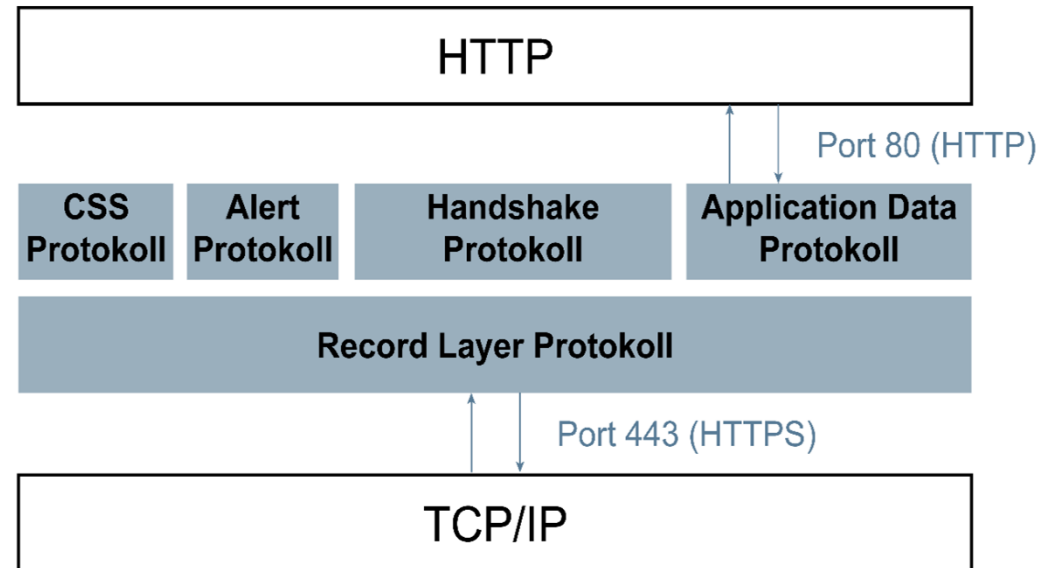 HTTP
Port 80 (HTTP)
CSS
Protokoll
Alert
Protokoll
Handshake
Protokoll
Application Data
Protokoll
Record Layer Protokoll
Port 443 (HTTPS)
TCP/IP